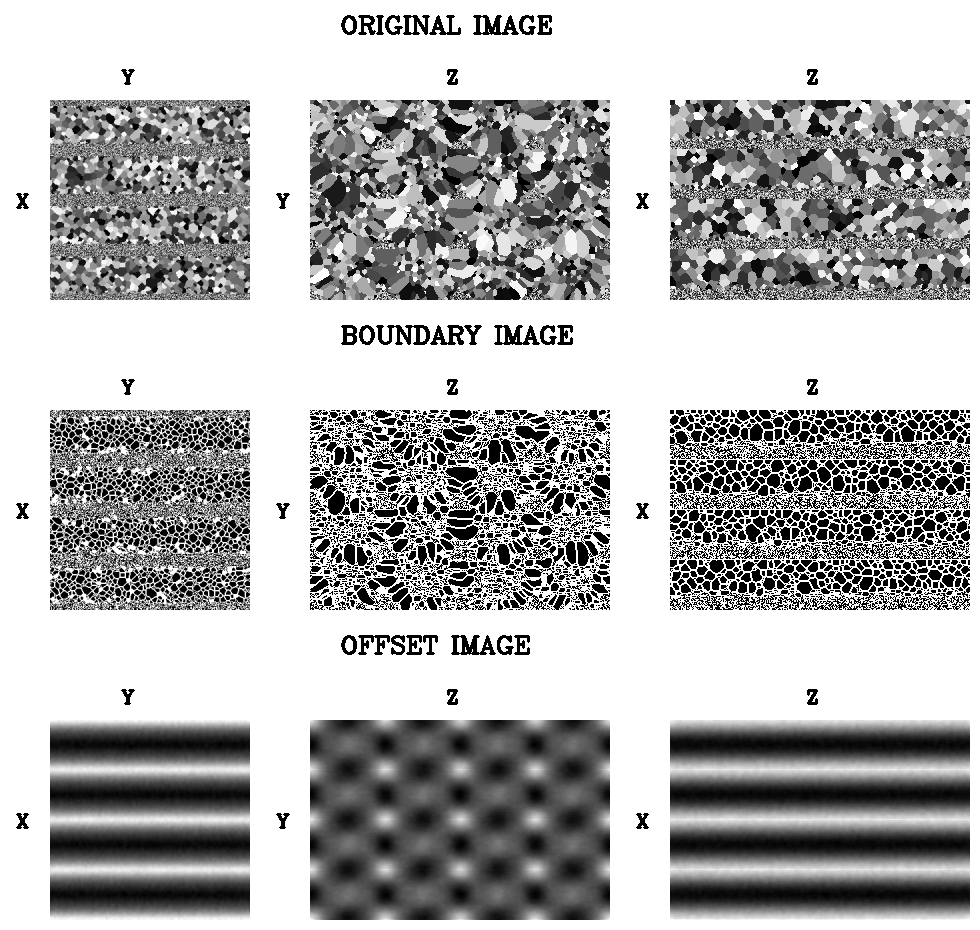 ORIGINAL IMAGE
Y Z Z
X Y X
BOUNDARY IMAGE
Y Z Z
X Y X
OFFSET IMAGE
Y Z Z
X Y X